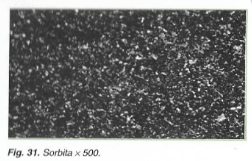 Fig. 31. Sorbita × 500.